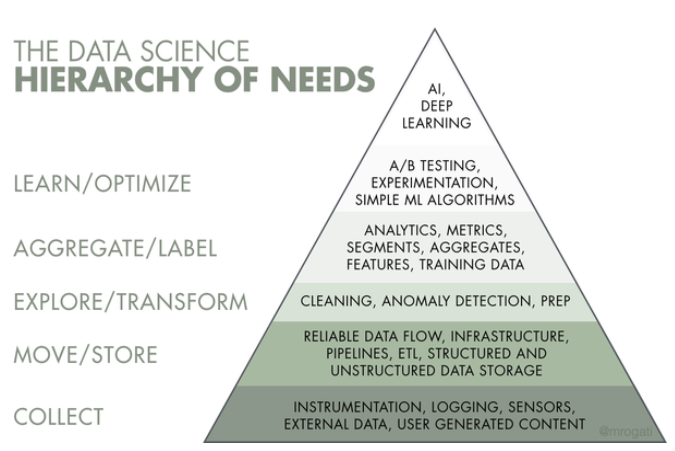 THE DATA SCIENCE
HIERARCHY OF NEEDS
AI,
DEEP
LEARNING
LEARN/OPTIMIZE
A/B TESTING,
EXPERIMENTATION,
SIMPLE ML ALGORITHMS
AGGREGATE/LABEL
ANALYTICS, METRICS,
SEGMENTS, AGGREGATES,
FEATURES, TRAINING DATA
EXPLORE/TRANSFORM
CLEANING, ANOMALY DETECTION, PREP
MOVE/STORE
RELIABLE DATA FLOW, INFRASTRUCTURE,
PIPELINES, ETL, STRUCTURED AND
UNSTRUCTURED DATA STORAGE
COLLECT
INSTRUMENTATION, LOGGING, SENSORS,
EXTERNAL DATA, USER GENERATED CONTENT
@mrogati